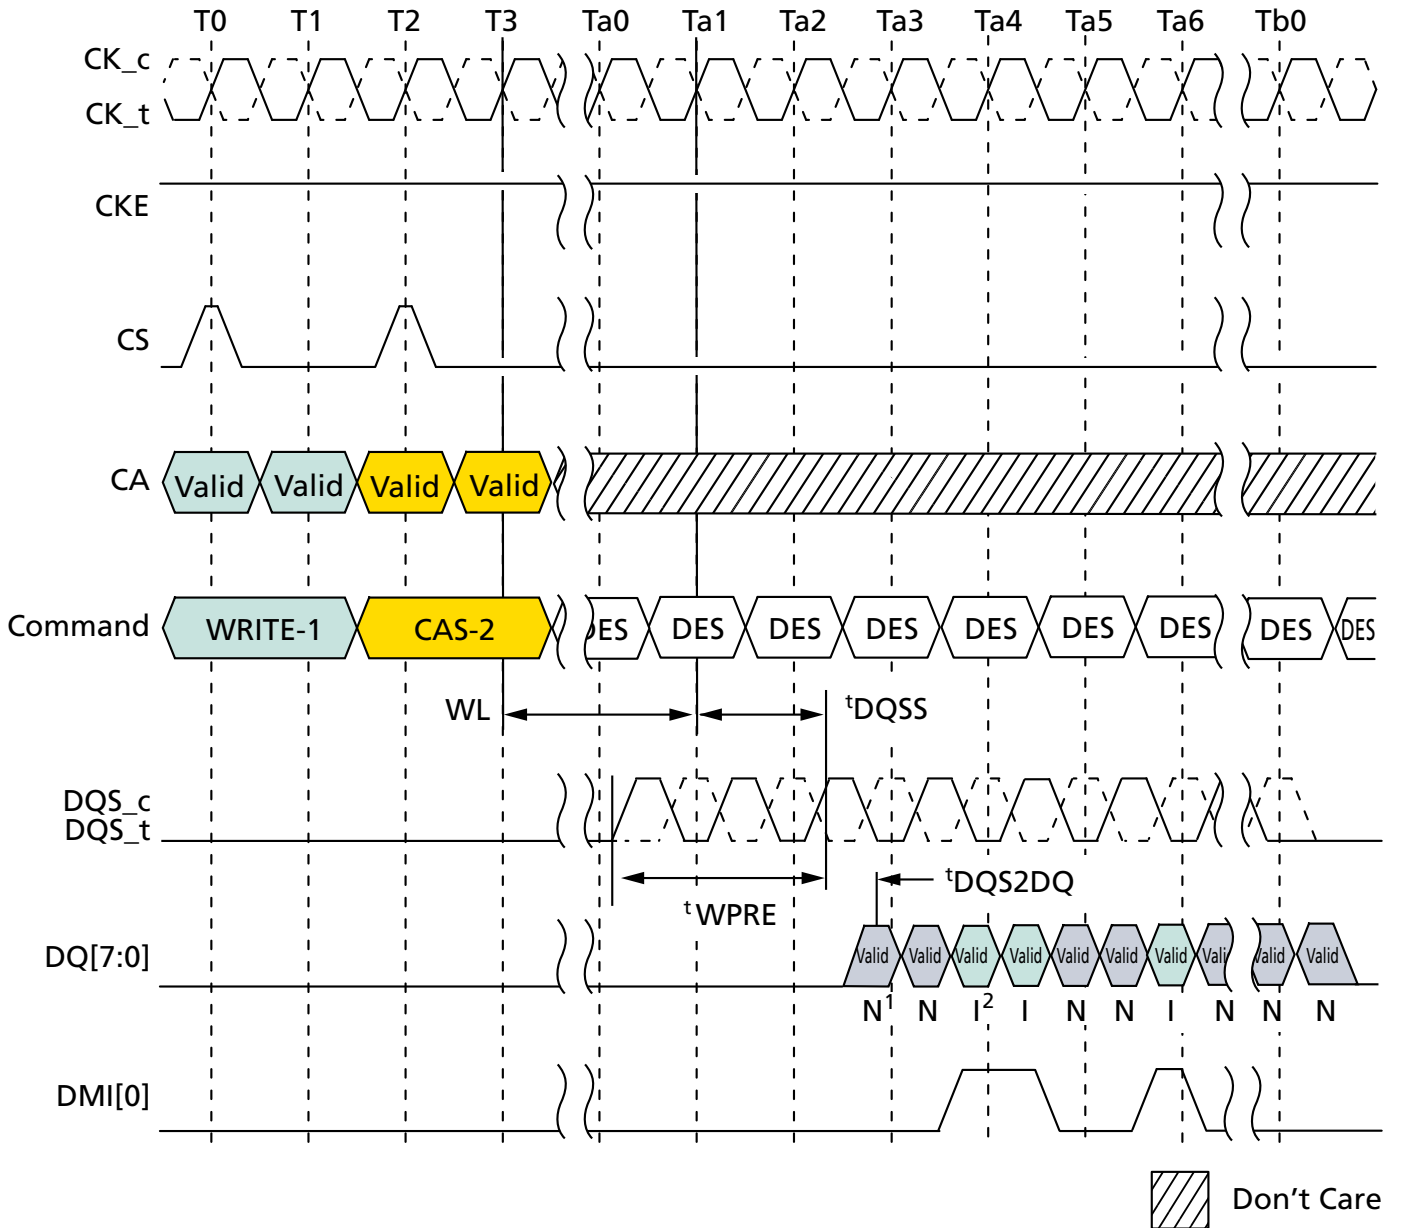 T0 T1 T2 T3 Ta0 Ta1 Ta2 Ta3 Ta4 Ta5 Ta6 Tb0
CK_c
CK_t
CKE
CS
CA Valid Valid Valid Valid
Command WRITE-1 CAS-2 DES DES DES DES DES DES DES DES DES
WL tDQSS
DQS_c
DQS_t
tDQS2DQ
tWPRE
DQ[7:0] Valid Valid Valid Valid Valid Valid Valid Vali Valid Valid
N1 N I2 I N N I N N N
DMI[0]
Don't Care